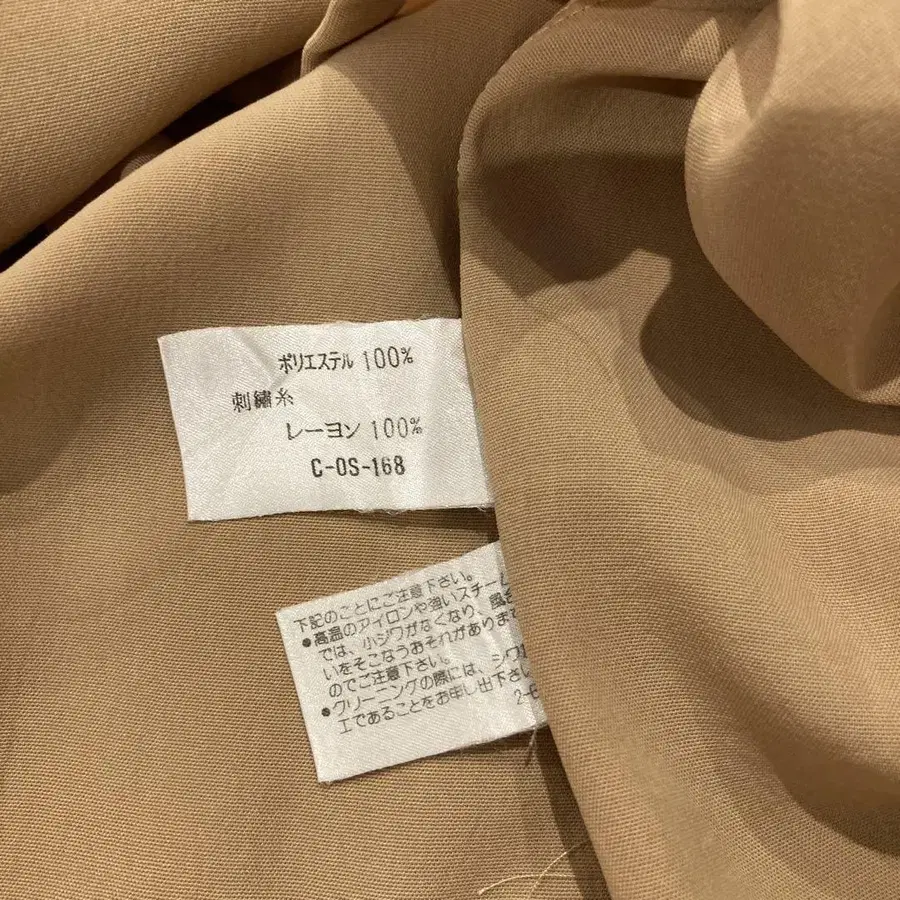 ポリエステル 100%
刺繍糸
レーヨン 100%
C-OS-168
下記のことにご注意下さい。
●高温のアイロンや強いスチーム
では、小ジワがなくなり、風合
いをそこなうおそれがあります
のでご注意下さい。
●クリーニングの際には、シワ
工であることをお申し出下さい
2-